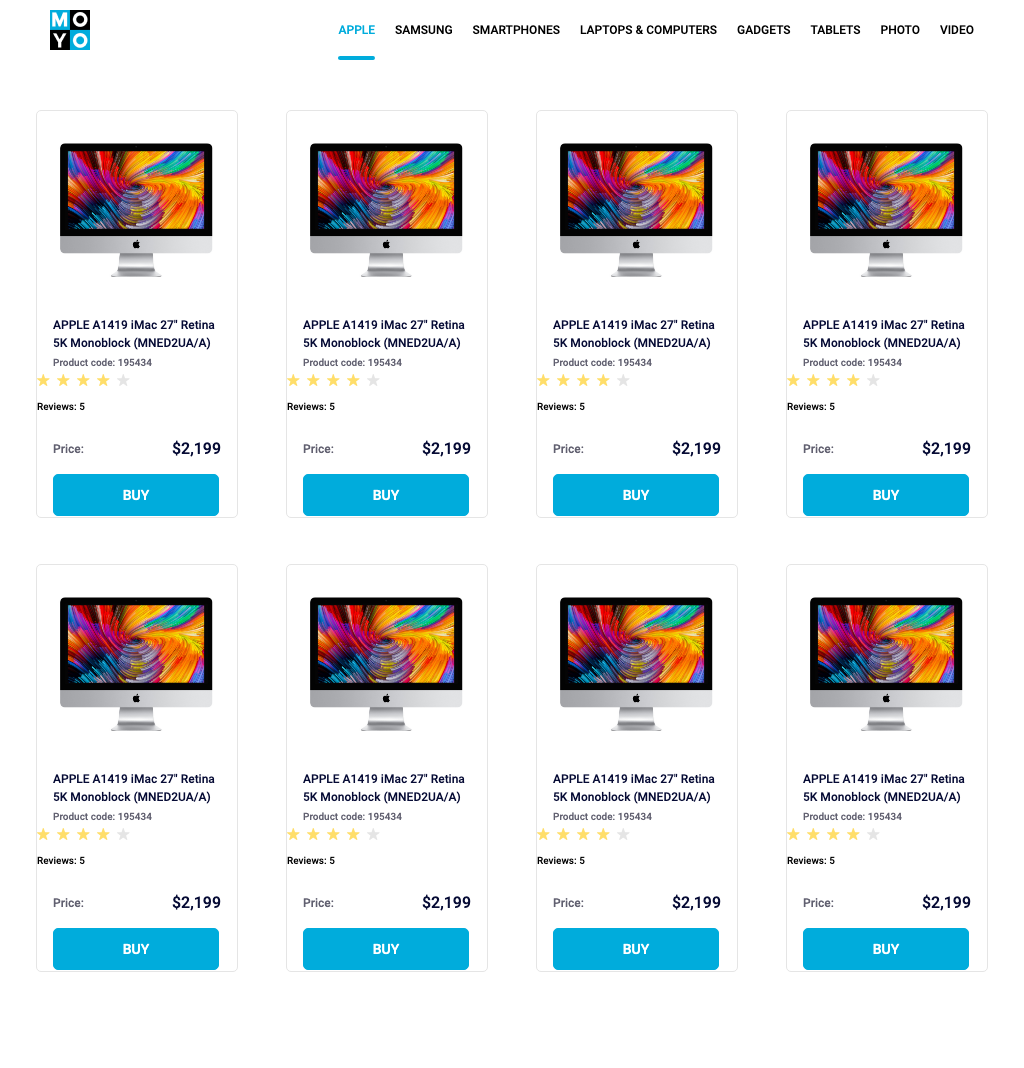 MO
YO
APPLE SAMSUNG SMARTPHONES LAPTOPS & COMPUTERS GADGETS TABLETS PHOTO VIDEO
APPLE A1419 iMac 27" Retina
5K Monoblock (MNED2UA/A)
Product code: 195434
Reviews: 5
Price: $2,199
BUY
APPLE A1419 iMac 27" Retina
5K Monoblock (MNED2UA/A)
Product code: 195434
Reviews: 5
Price: $2,199
BUY
APPLE A1419 iMac 27" Retina
5K Monoblock (MNED2UA/A)
Product code: 195434
Reviews: 5
Price: $2,199
BUY
APPLE A1419 iMac 27" Retina
5K Monoblock (MNED2UA/A)
Product code: 195434
Reviews: 5
Price: $2,199
BUY
APPLE A1419 iMac 27" Retina
5K Monoblock (MNED2UA/A)
Product code: 195434
Reviews: 5
Price: $2,199
BUY
APPLE A1419 iMac 27" Retina
5K Monoblock (MNED2UA/A)
Product code: 195434
Reviews: 5
Price: $2,199
BUY
APPLE A1419 iMac 27" Retina
5K Monoblock (MNED2UA/A)
Product code: 195434
Reviews: 5
Price: $2,199
BUY
APPLE A1419 iMac 27" Retina
5K Monoblock (MNED2UA/A)
Product code: 195434
Reviews: 5
Price: $2,199
BUY